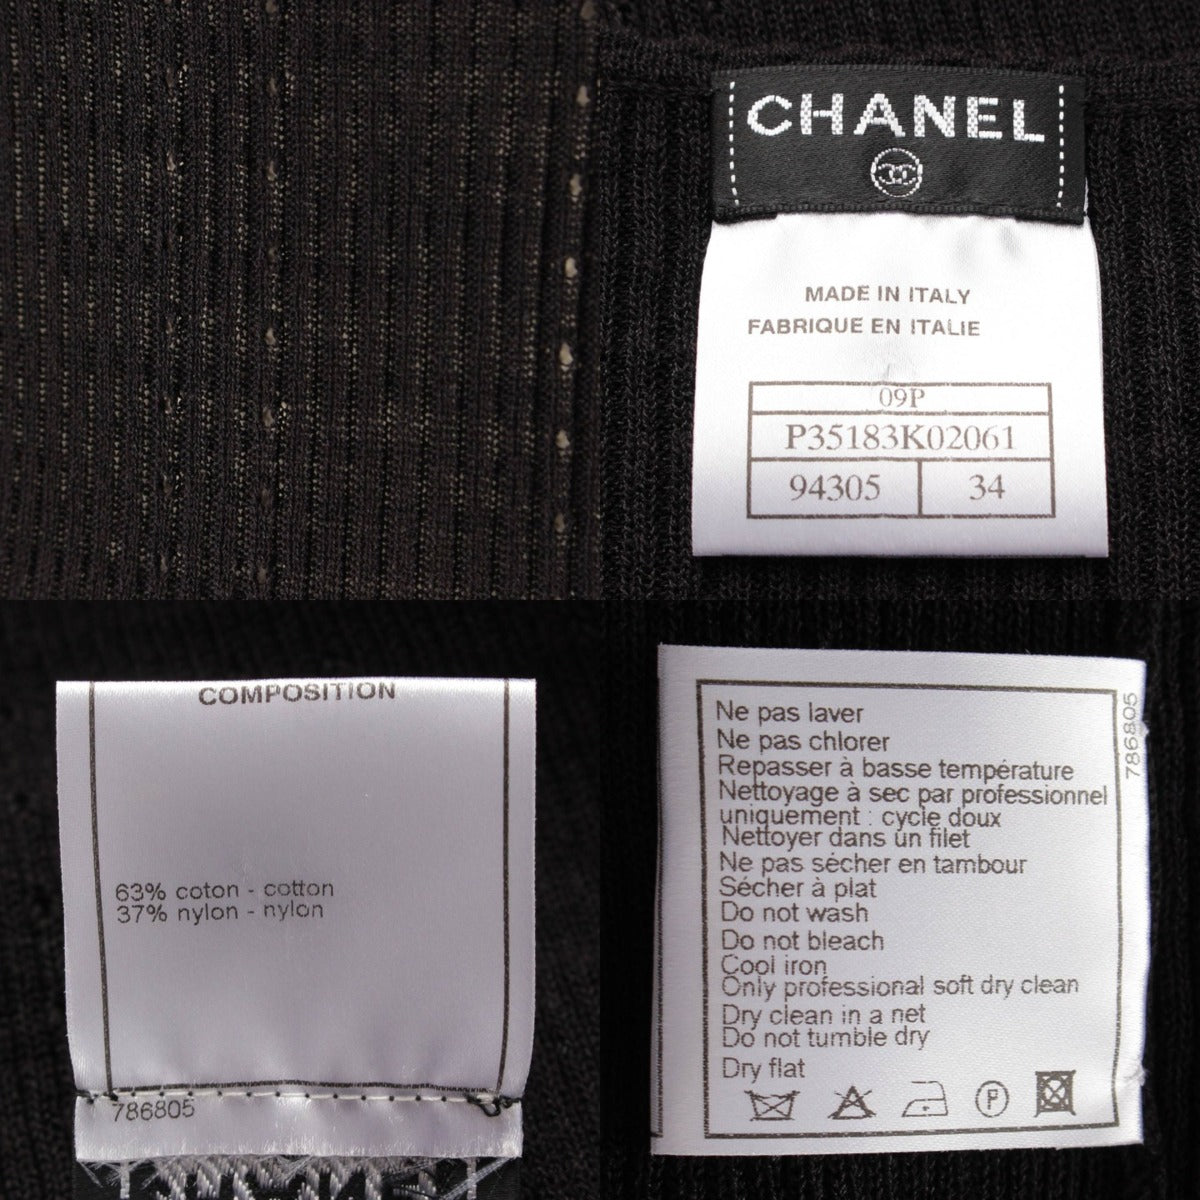 CHANEL
MADE IN ITALY
FABRIQUE EN ITALIE
09P
P35183K02061
94305 34
COMPOSITION
63% coton - cotton
37% nylon - nylon
786805
Ne pas laver
Ne pas chlorer
Repasser à basse température
Nettoyage à sec par professionnel
uniquement : cycle doux
Nettoyer dans un filet
Ne pas sécher en tambour
Sécher à plat
Do not wash
Do not bleach
Cool iron
Only professional soft dry clean
Dry clean in a net
Do not tumble dry
Dry flat
P
786805